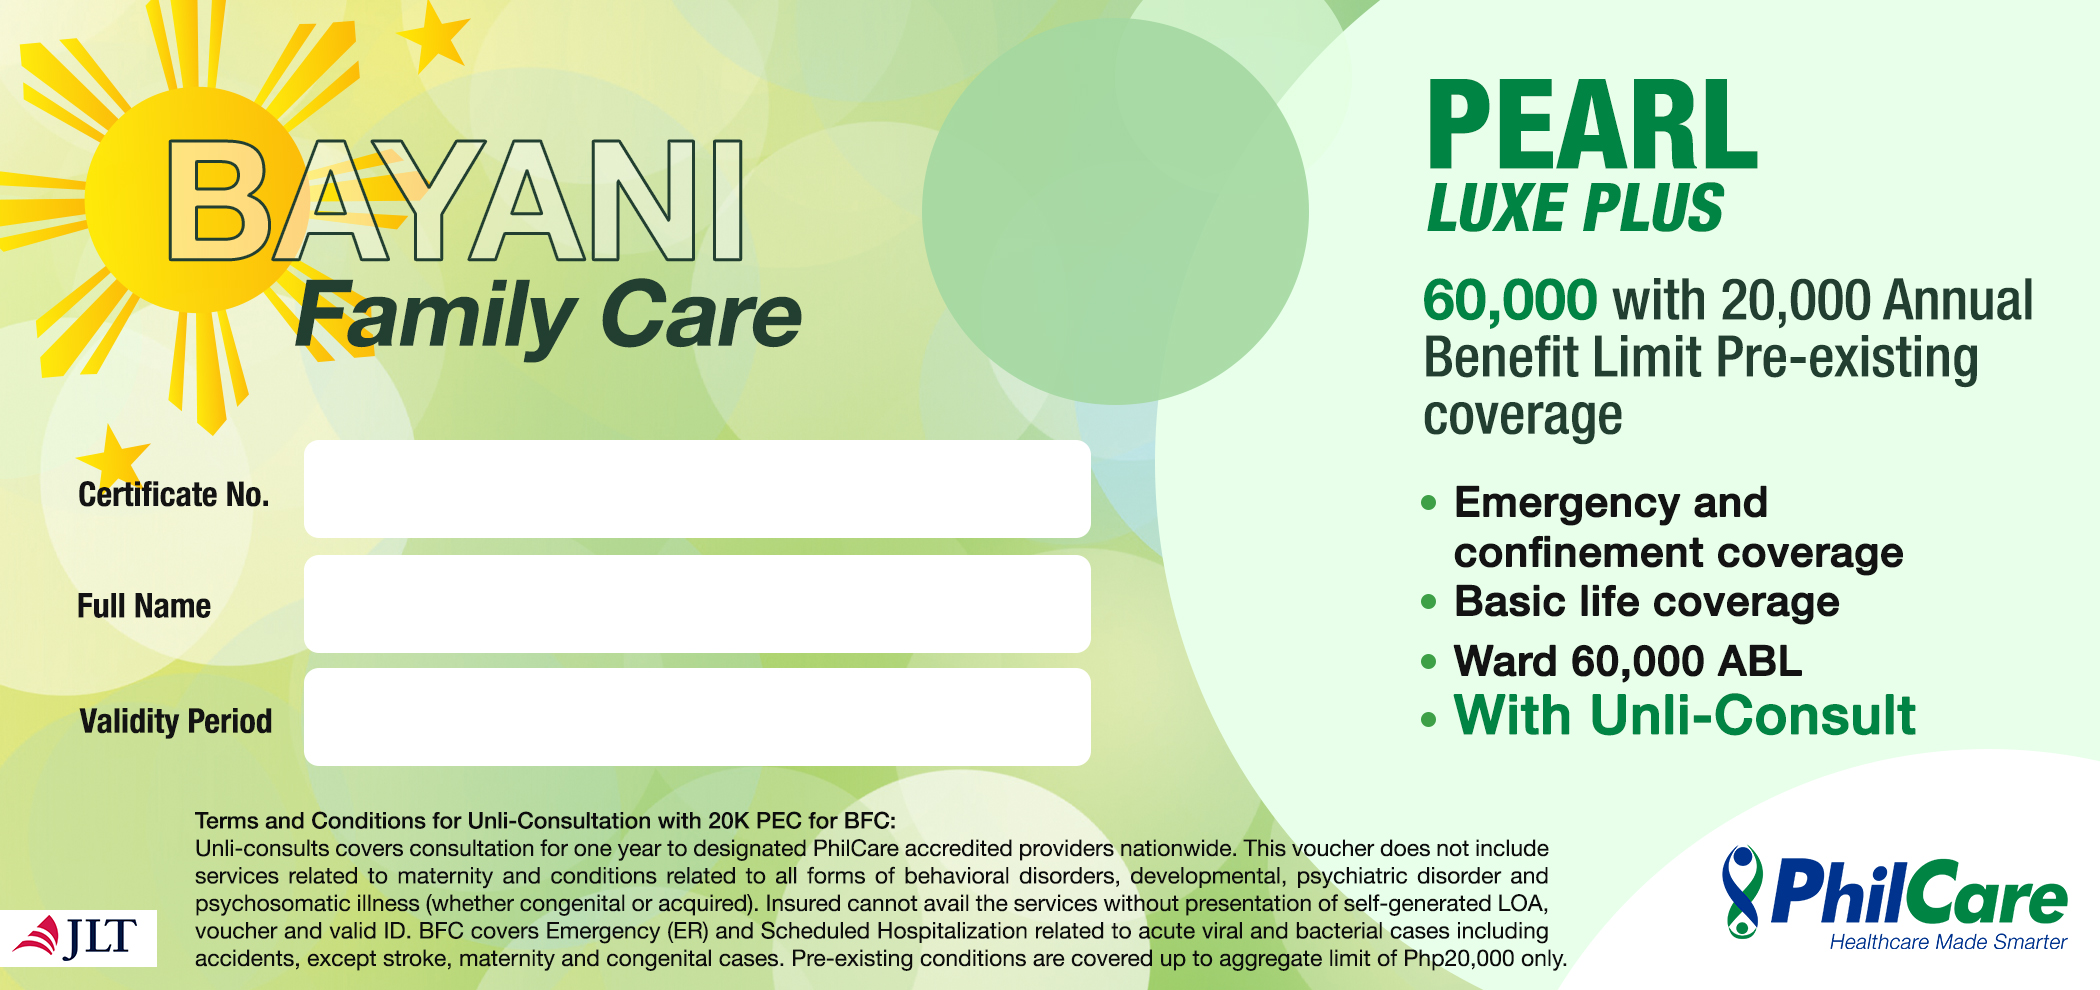 BAYANI
Family Care
Certificate No.
Full Name
Validity Period
PEARL
LUXE PLUS
60,000 with 20,000 Annual
Benefit Limit Pre-existing
coverage
• Emergency and
confinement coverage
• Basic life coverage
• Ward 60,000 ABL
• With Unli-Consult
Terms and Conditions for Unli-Consultation with 20K PEC for BFC:
Unli-consults covers consultation for one year to designated PhilCare accredited providers nationwide. This voucher does not include
services related to maternity and conditions related to all forms of behavioral disorders, developmental, psychiatric disorder and
psychosomatic illness (whether congenital or acquired). Insured cannot avail the services without presentation of self-generated LOA,
voucher and valid ID. BFC covers Emergency (ER) and Scheduled Hospitalization related to acute viral and bacterial cases including
accidents, except stroke, maternity and congenital cases. Pre-existing conditions are covered up to aggregate limit of Php20,000 only.
JLT
PhilCare
Healthcare Made Smarter